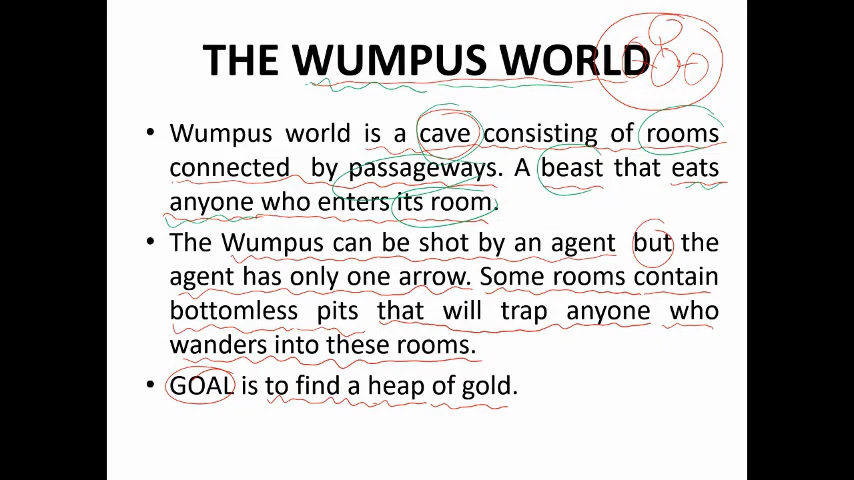 THE WUMPUS WORLD
• Wumpus world is a cave consisting of rooms
connected by passageways. A beast that eats
anyone who enters its room.
• The Wumpus can be shot by an agent but the
agent has only one arrow. Some rooms contain
bottomless pits that will trap anyone who
wanders into these rooms.
• GOAL is to find a heap of gold.